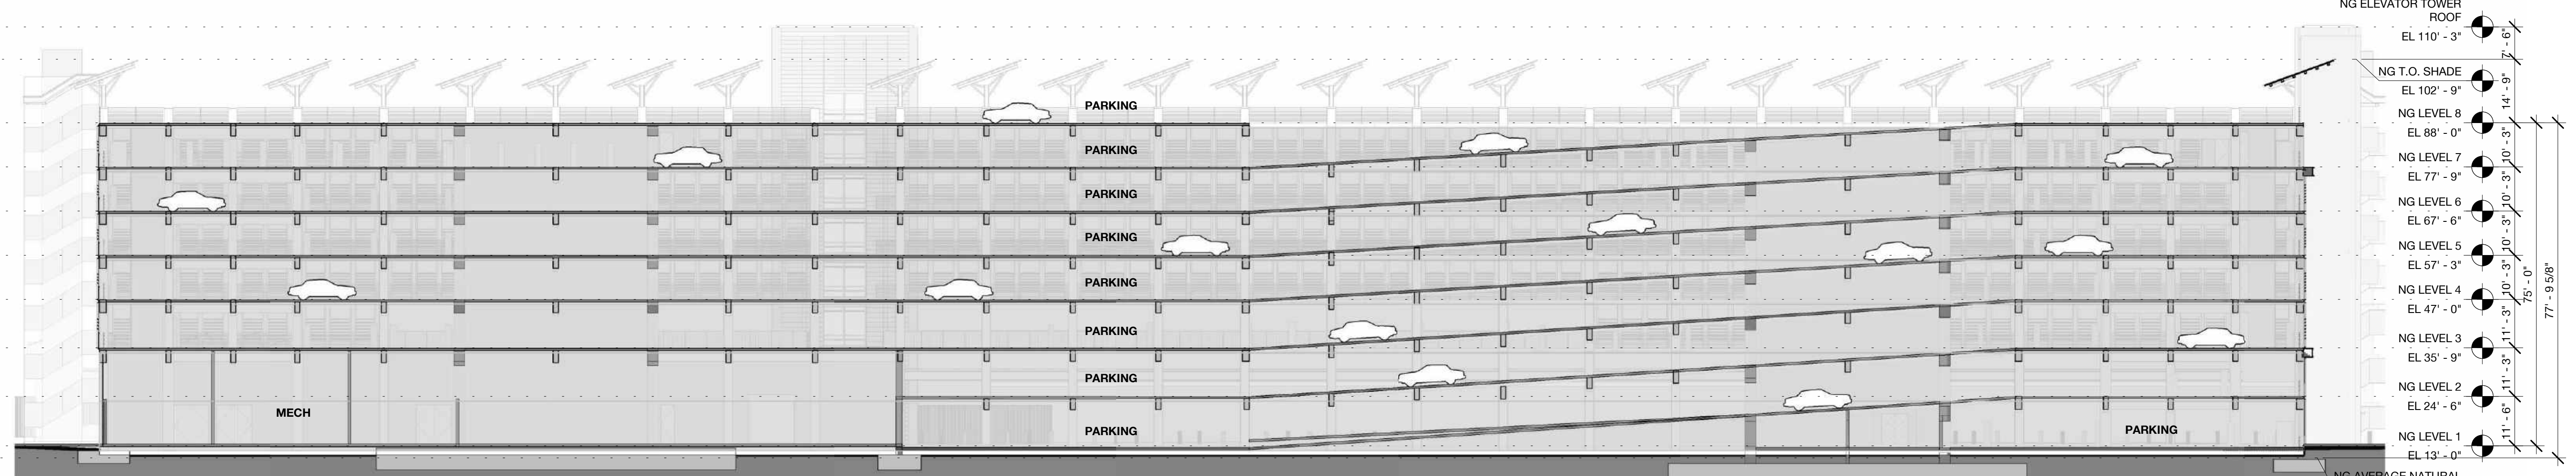 NG ELEVATOR TOWER
ROOF
EL 110' - 3"
7' - 6"
NG T.O. SHADE
EL 102' - 9"
14' - 9"
PARKING
NG LEVEL 8
EL 88' - 0"
10' - 3"
PARKING
NG LEVEL 7
EL 77' - 9"
10' - 3"
PARKING
NG LEVEL 6
EL 67' - 6"
10' - 3"
PARKING
NG LEVEL 5
EL 57' - 3"
10' - 3"
PARKING
NG LEVEL 4
EL 47' - 0"
11' - 3"
75' - 0"
77' - 9 5/8"
PARKING
NG LEVEL 3
EL 35' - 9"
11' - 3"
PARKING
NG LEVEL 2
EL 24' - 6"
11' - 6"
MECH
PARKING
PARKING
NG LEVEL 1
EL 13' - 0"
NG AVERAGE NATURAL